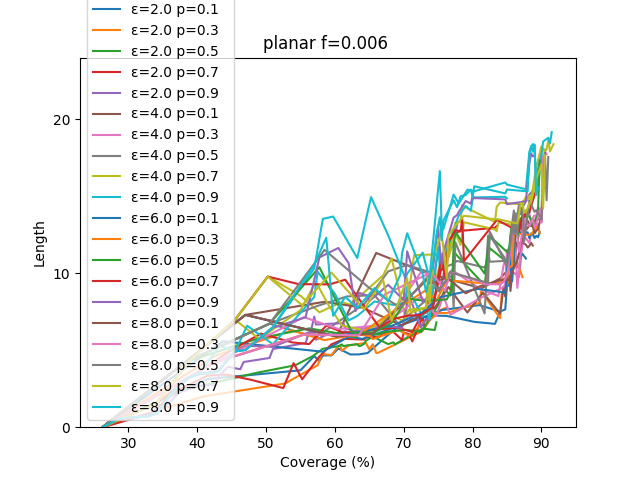 ε=2.0 p=0.1
ε=2.0 p=0.3
ε=2.0 p=0.5
ε=2.0 p=0.7
ε=2.0 p=0.9
ε=4.0 p=0.1
ε=4.0 p=0.3
ε=4.0 p=0.5
ε=4.0 p=0.7
ε=4.0 p=0.9
ε=6.0 p=0.1
ε=6.0 p=0.3
ε=6.0 p=0.5
ε=6.0 p=0.7
ε=6.0 p=0.9
ε=8.0 p=0.1
ε=8.0 p=0.3
ε=8.0 p=0.5
ε=8.0 p=0.7
ε=8.0 p=0.9
planar f=0.006
20
10
0
Length
30 40 50 60 70 80 90
Coverage (%)